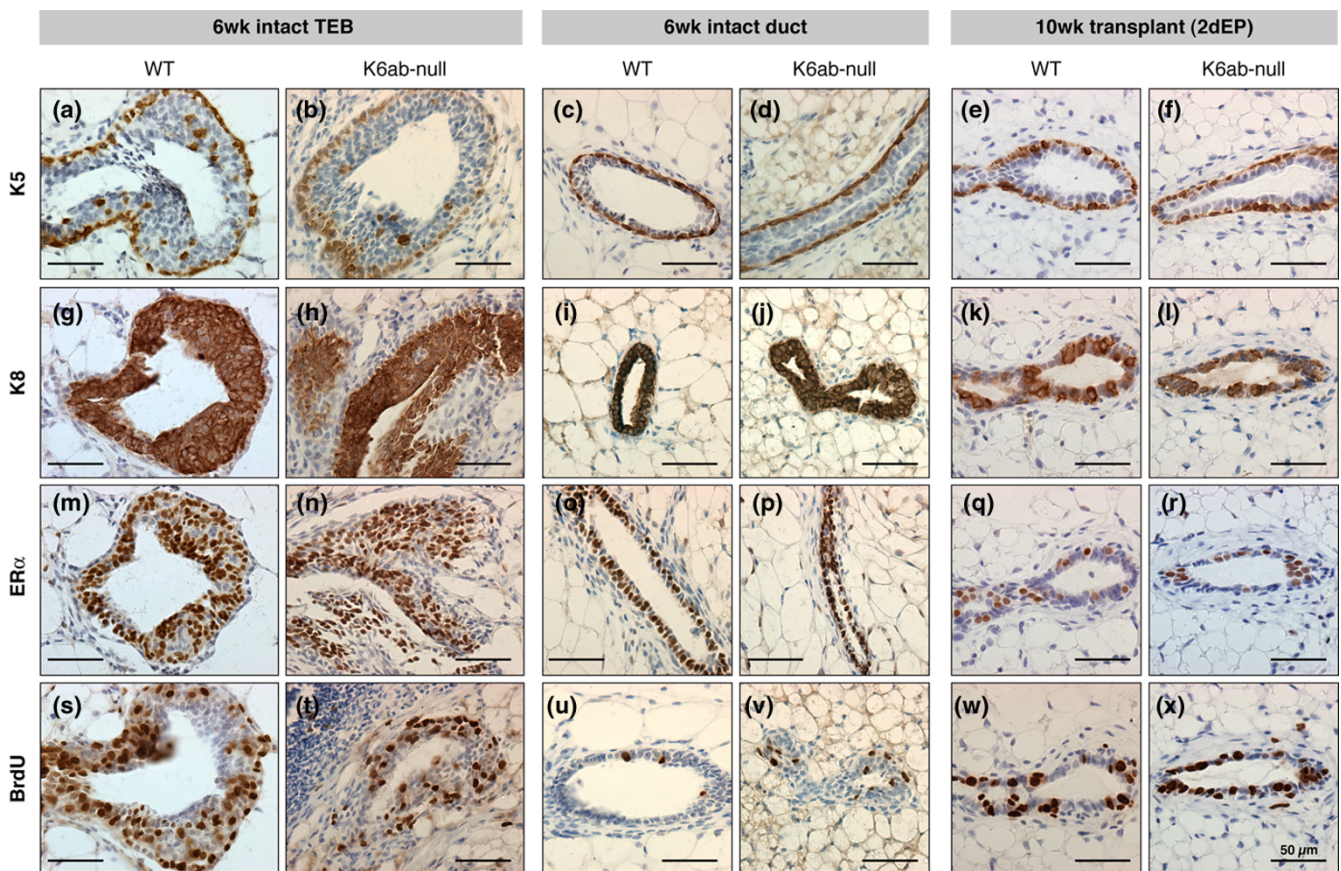 6wk intact TEB 6wk intact duct 10wk transplant (2dEP)
WT K6ab-null WT K6ab-null WT K6ab-null
K5 (a) (b) (c) (d) (e) (f)
K8 (g) (h) (i) (j) (k) (l)
ERα (m) (n) (o) (p) (q) (r)
BrdU (s) (t) (u) (v) (w) (x)
50 µm